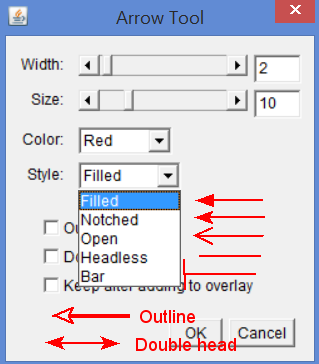 Arrow Tool
Width: 2
Size: 10
Color: Red
Style: Filled
Filled
Notched
Open
Headless
Bar
Keep after adding to overlay
Outline
OK Cancel
Double head